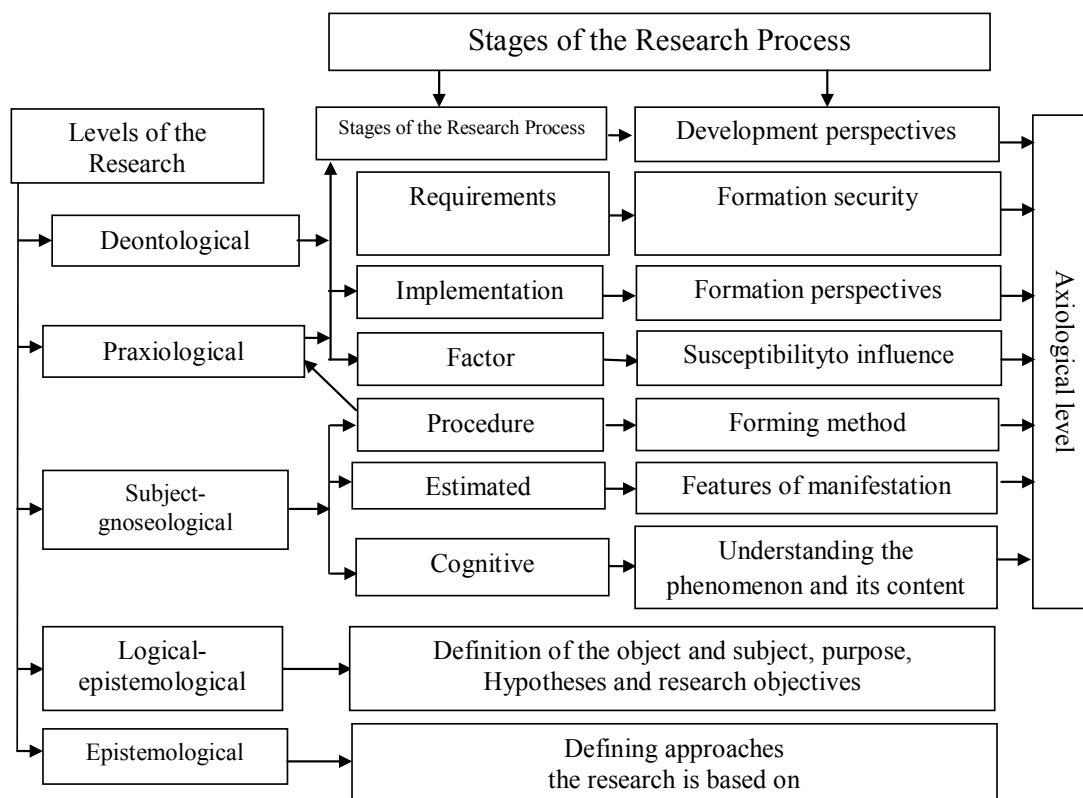 Stages of the Research Process
Levels of the
Research
Stages of the Research Process
Development perspectives
Requirements
Formation security
Deontological
Implementation
Formation perspectives
Praxiological
Factor
Susceptibilityto influence
Procedure
Forming method
Subject-
gnoseological
Estimated
Features of manifestation
Cognitive
Understanding the
phenomenon and its content
Axiological level
Logical-
epistemological
Definition of the object and subject, purpose,
Hypotheses and research objectives
Epistemological
Defining approaches
the research is based on